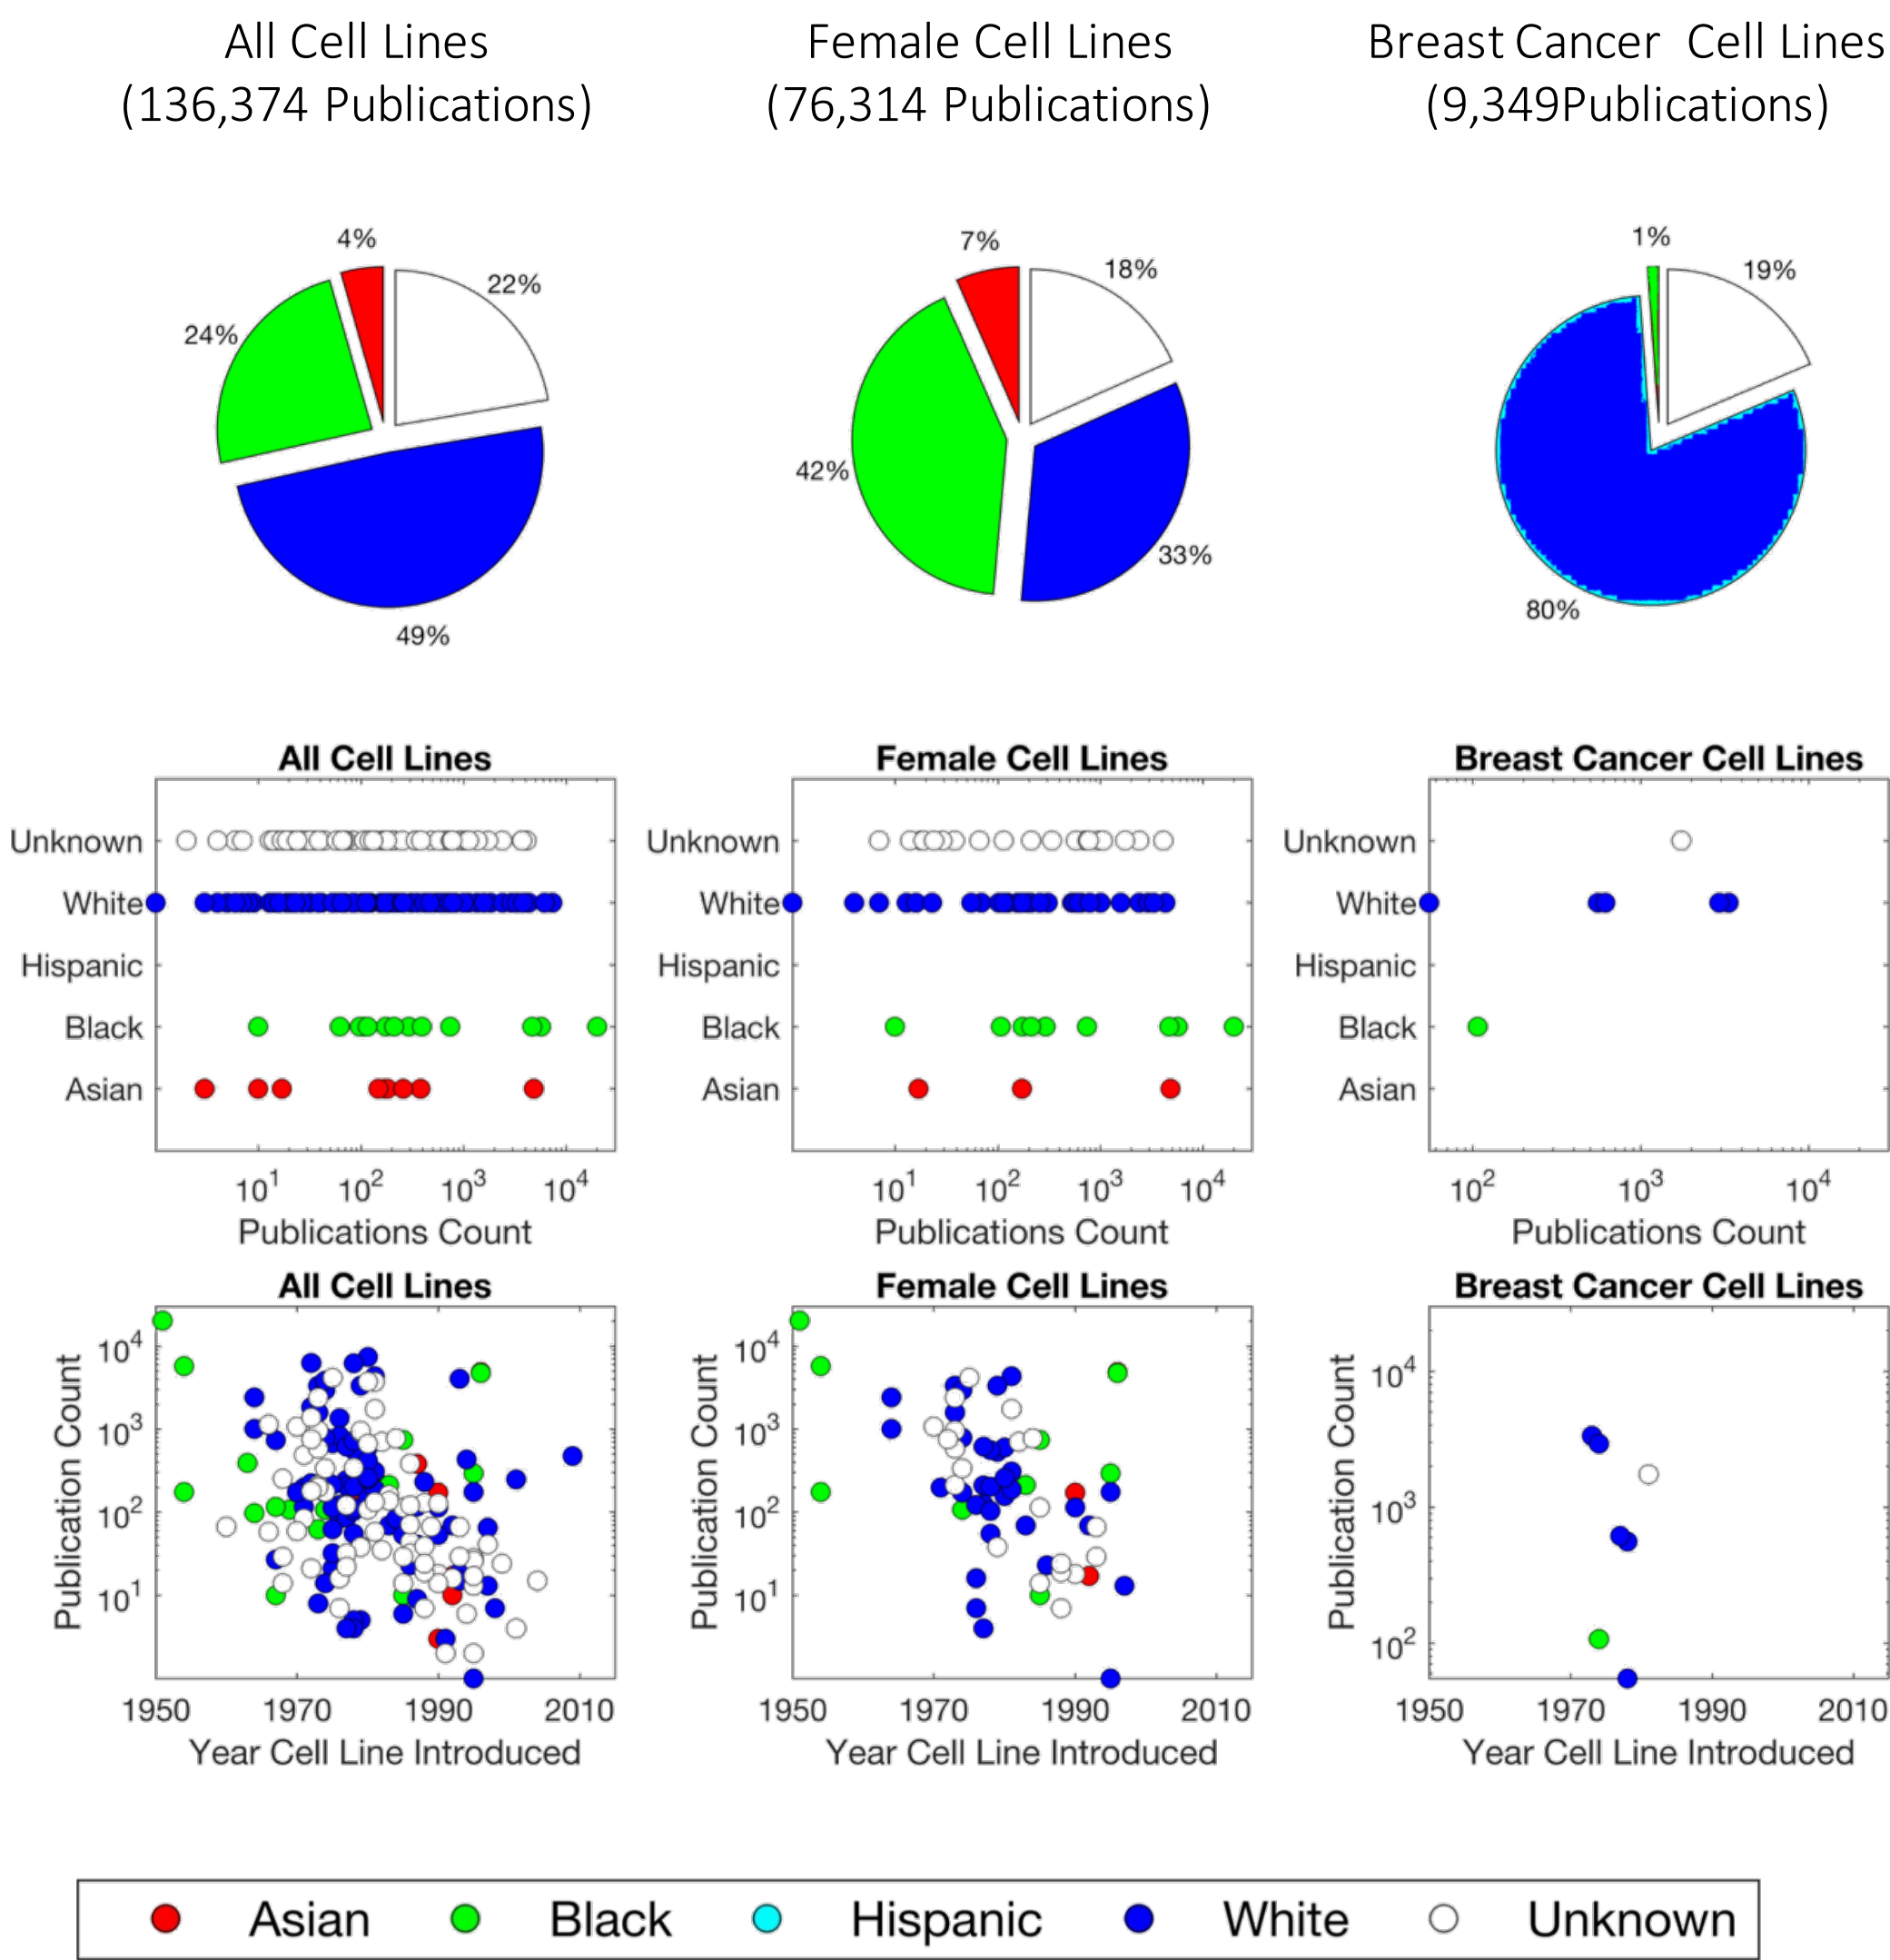 All Cell Lines
(136,374 Publications)
Female Cell Lines
(76,314 Publications)
Breast Cancer Cell Lines
(9,349Publications)
4%
22%
24%
49%
7%
18%
42%
33%
1%
19%
80%
All Cell Lines
Unknown
White
Hispanic
Black
Asian
10¹ 10² 10³ 10⁴
Publications Count
Female Cell Lines
Unknown
White
Hispanic
Black
Asian
10¹ 10² 10³ 10⁴
Publications Count
Breast Cancer Cell Lines
Unknown
White
Hispanic
Black
Asian
10² 10³ 10⁴
Publications Count
All Cell Lines
Publication Count
10⁴
10³
10²
10¹
1950 1970 1990 2010
Year Cell Line Introduced
Female Cell Lines
Publication Count
10⁴
10³
10²
10¹
1950 1970 1990 2010
Year Cell Line Introduced
Breast Cancer Cell Lines
Publication Count
10⁴
10³
10²
1950 1970 1990 2010
Year Cell Line Introduced
Asian Black Hispanic White Unknown